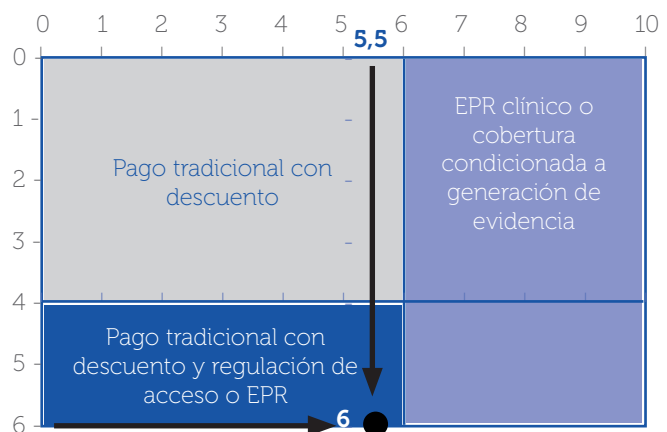 0 1 2 3 4 5 6 7 8 9 10
5,5
0
1
2
3
4
5
6
Pago tradicional con
descuento
EPR clínico o
cobertura
condicionada a
generación de
evidencia
Pago tradicional con
descuento y regulación de
acceso o EPR
6